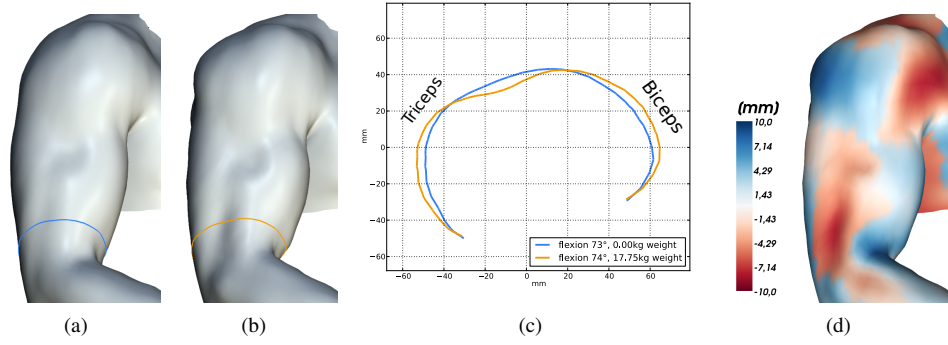 60
40
20
0
−20
−40
−60
mm
−60
−40
−20
0
20
40
60
mm
Triceps
Biceps
flexion 73°, 0.00kg weight
flexion 74°, 17.75kg weight
(mm)
10,0
7,14
4,29
1,43
-1,43
-4,29
-7,14
-10,0
(a)
(b)
(c)
(d)